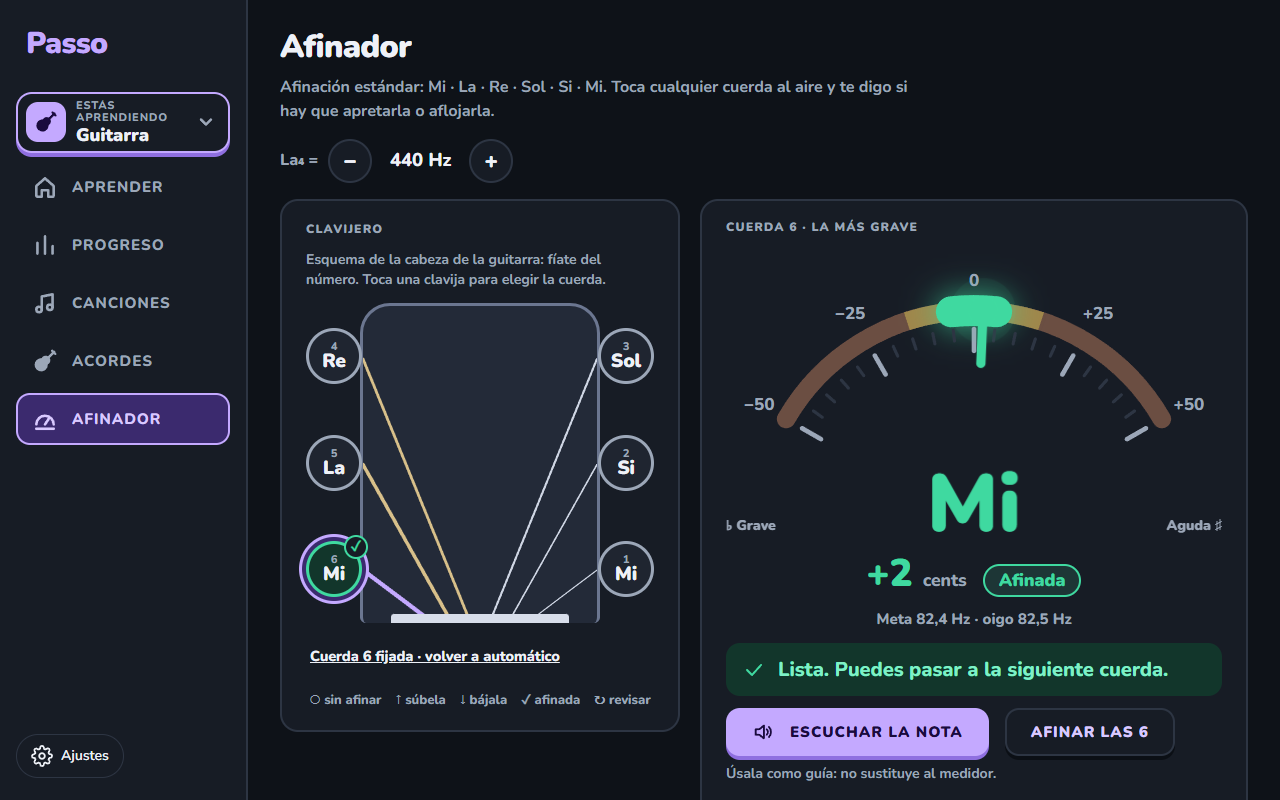 Passo
ESTÁS
APRENDIENDO
Guitarra
APRENDER
PROGRESO
CANCIONES
ACORDES
AFINADOR
Ajustes
Afinador
Afinación estándar: Mi · La · Re · Sol · Si · Mi. Toca cualquier cuerda al aire y te digo si
hay que apretarla o aflojarla.
La₄ = − 440 Hz +
CLAVIJERO
Esquema de la cabeza de la guitarra: fíate del
número. Toca una clavija para elegir la cuerda.
4
Re
3
Sol
5
La
2
Si
6
Mi
✓
1
Mi
Cuerda 6 fijada · volver a automático
○ sin afinar ↑ súbela ↓ bájala ✓ afinada ↻ revisar
CUERDA 6 · LA MÁS GRAVE
0
−25
+25
−50
+50
Mi
♭ Grave
Aguda ♯
+2 cents Afinada
Meta 82,4 Hz · oigo 82,5 Hz
✓ Lista. Puedes pasar a la siguiente cuerda.
ESCUCHAR LA NOTA
AFINAR LAS 6
Úsala como guía: no sustituye al medidor.